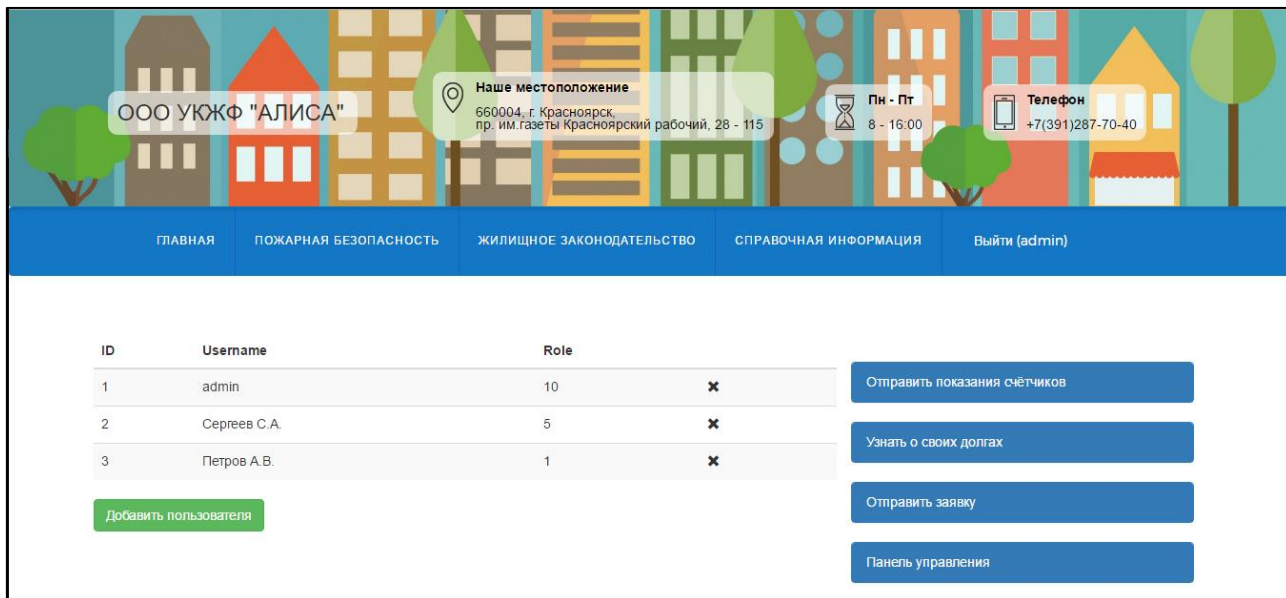 ООО УКЖФ "АЛИСА"
Наше местоположение
660004, г. Красноярск,
пр. им.газеты Красноярский рабочий, 28 - 115
Пн - Пт
8 - 16:00
Телефон
+7(391)287-70-40
ГЛАВНАЯ ПОЖАРНАЯ БЕЗОПАСНОСТЬ ЖИЛИЩНОЕ ЗАКОНОДАТЕЛЬСТВО СПРАВОЧНАЯ ИНФОРМАЦИЯ Выйти (admin)
ID Username Role
1 admin 10
2 Сергеев С.А. 5
3 Петров А.В. 1
Добавить пользователя
Отправить показания счётчиков
Узнать о своих долгах
Отправить заявку
Панель управления